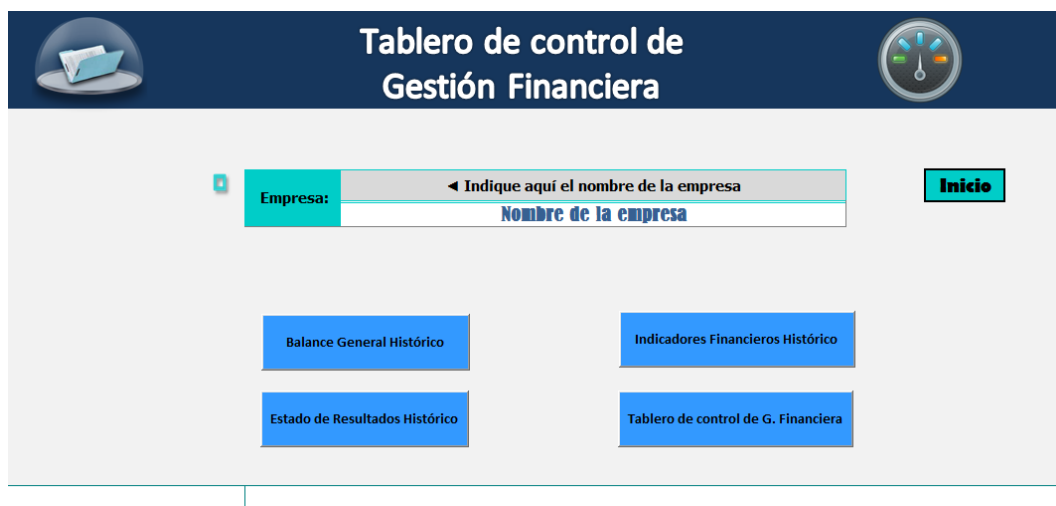 Tablero de control de
Gestión Financiera
Empresa:
◄ Indique aquí el nombre de la empresa
Nombre de la empresa
Inicio
Balance General Histórico
Indicadores Financieros Histórico
Estado de Resultados Histórico
Tablero de control de G. Financiera